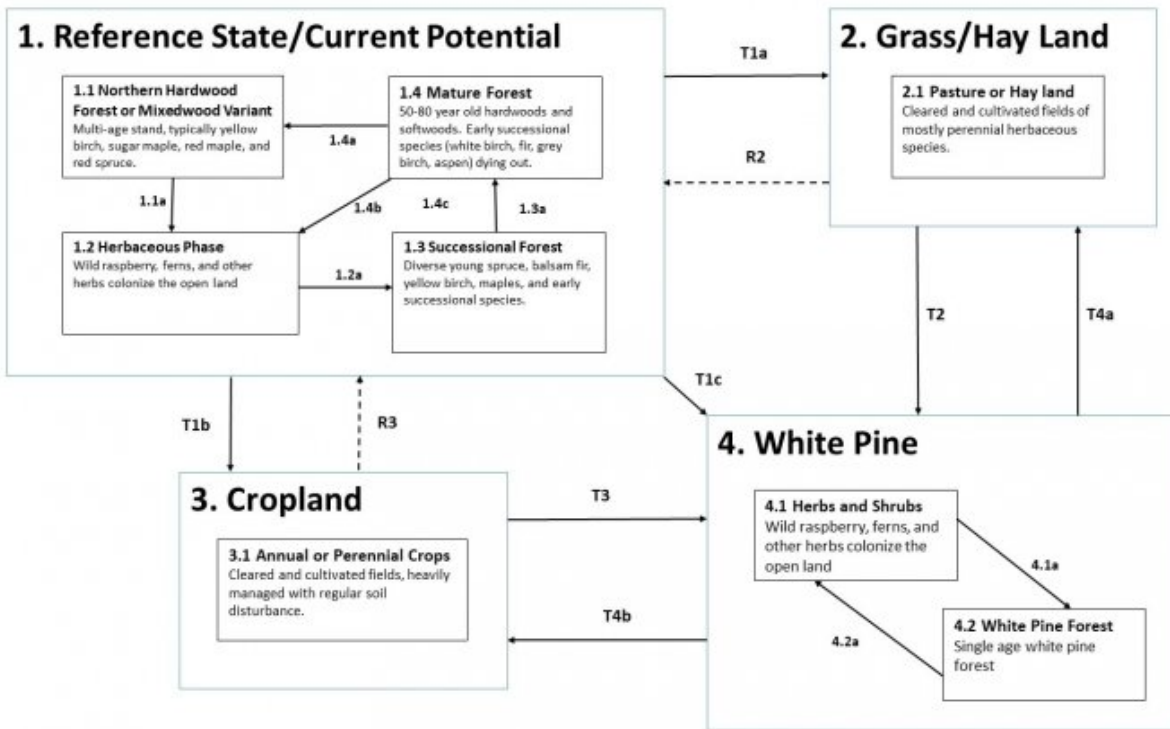 1. Reference State/Current Potential
1.1 Northern Hardwood
Forest or Mixedwood Variant
Multi-age stand, typically yellow
birch, sugar maple, red maple, and
red spruce.
1.4a
1.4 Mature Forest
50-80 year old hardwoods and
softwoods. Early successional
species (white birch, fir, grey
birch, aspen) dying out.
1.1a
1.4b
1.4c
1.3a
1.2 Herbaceous Phase
Wild raspberry, ferns, and other
herbs colonize the open land
1.2a
1.3 Successional Forest
Diverse young spruce, balsam fir,
yellow birch, maples, and early
successional species.
T1a
R2
2. Grass/Hay Land
2.1 Pasture or Hay land
Cleared and cultivated fields of
mostly perennial herbaceous
species.
T2
T4a
T1b
R3
T1c
3. Cropland
3.1 Annual or Perennial Crops
Cleared and cultivated fields, heavily
managed with regular soil
disturbance.
T3
T4b
4. White Pine
4.1 Herbs and Shrubs
Wild raspberry, ferns, and
other herbs colonize the
open land
4.1a
4.2a
4.2 White Pine Forest
Single age white pine
forest